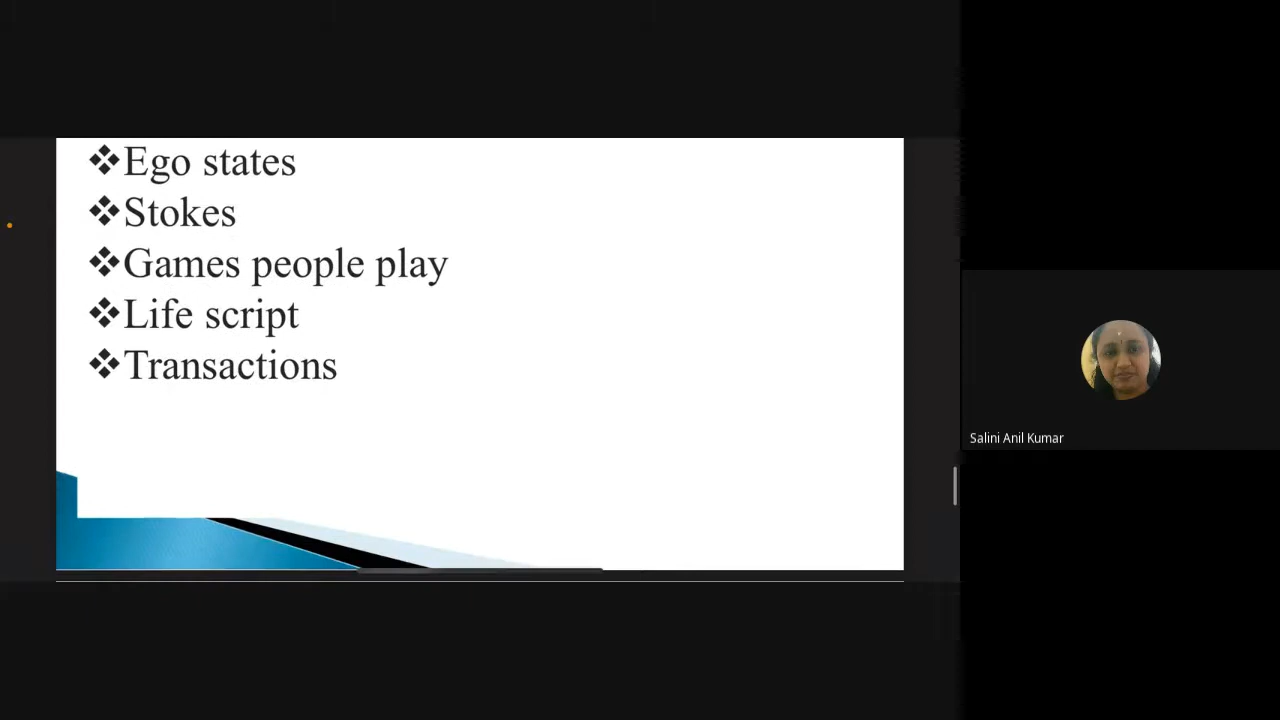 ❖Ego states
❖Stokes
❖Games people play
❖Life script
❖Transactions
Salini Anil Kumar